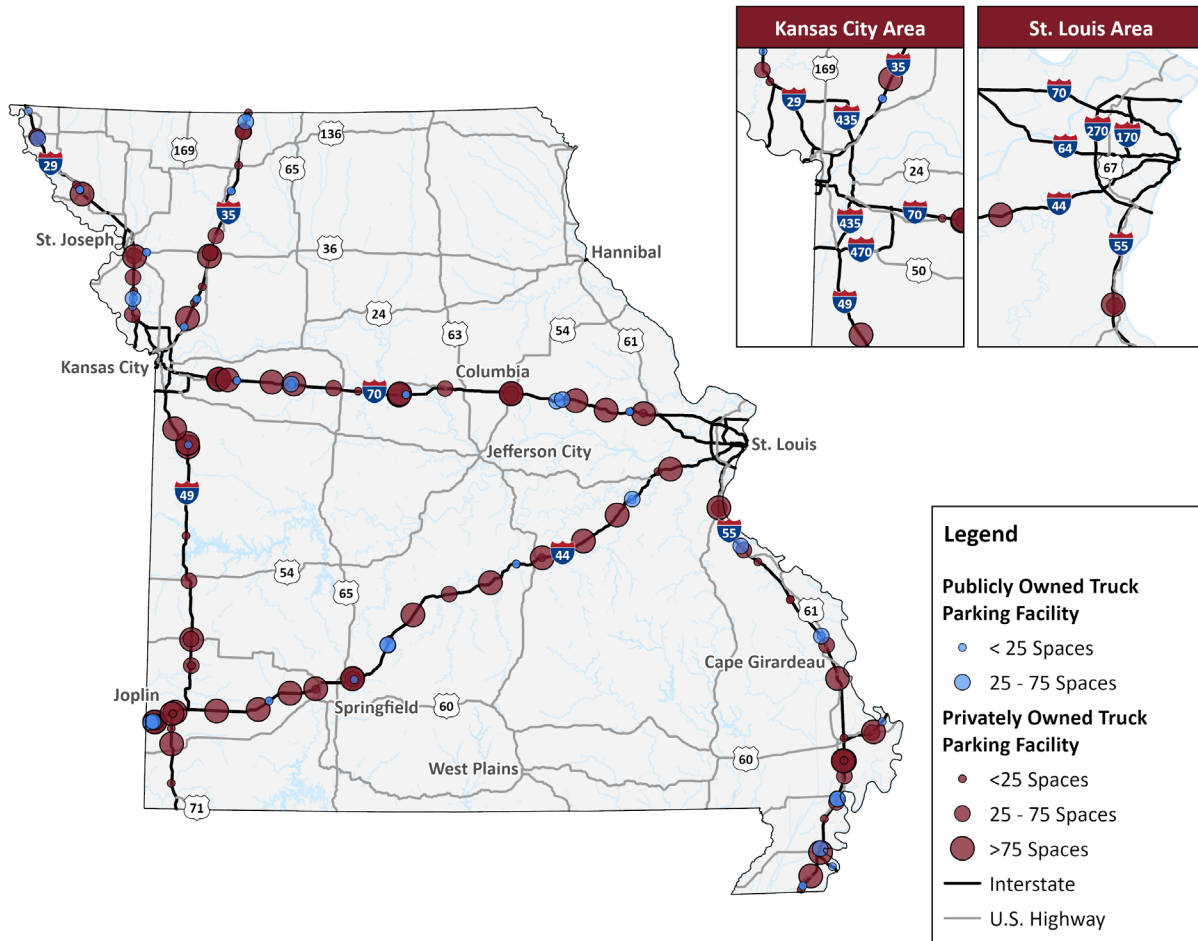 Kansas City Area
St. Louis Area
169
35
29
435
24
70
435
470
50
49
70
270
170
64
67
44
55
136
169
65
29
35
St. Joseph
36
Hannibal
24
63
54
61
Kansas City
Columbia
70
Jefferson City
St. Louis
49
55
44
54
65
61
Cape Girardeau
Joplin
Springfield
60
West Plains
60
71
Legend
Publicly Owned Truck
Parking Facility
< 25 Spaces
25 - 75 Spaces
Privately Owned Truck
Parking Facility
<25 Spaces
25 - 75 Spaces
>75 Spaces
Interstate
U.S. Highway